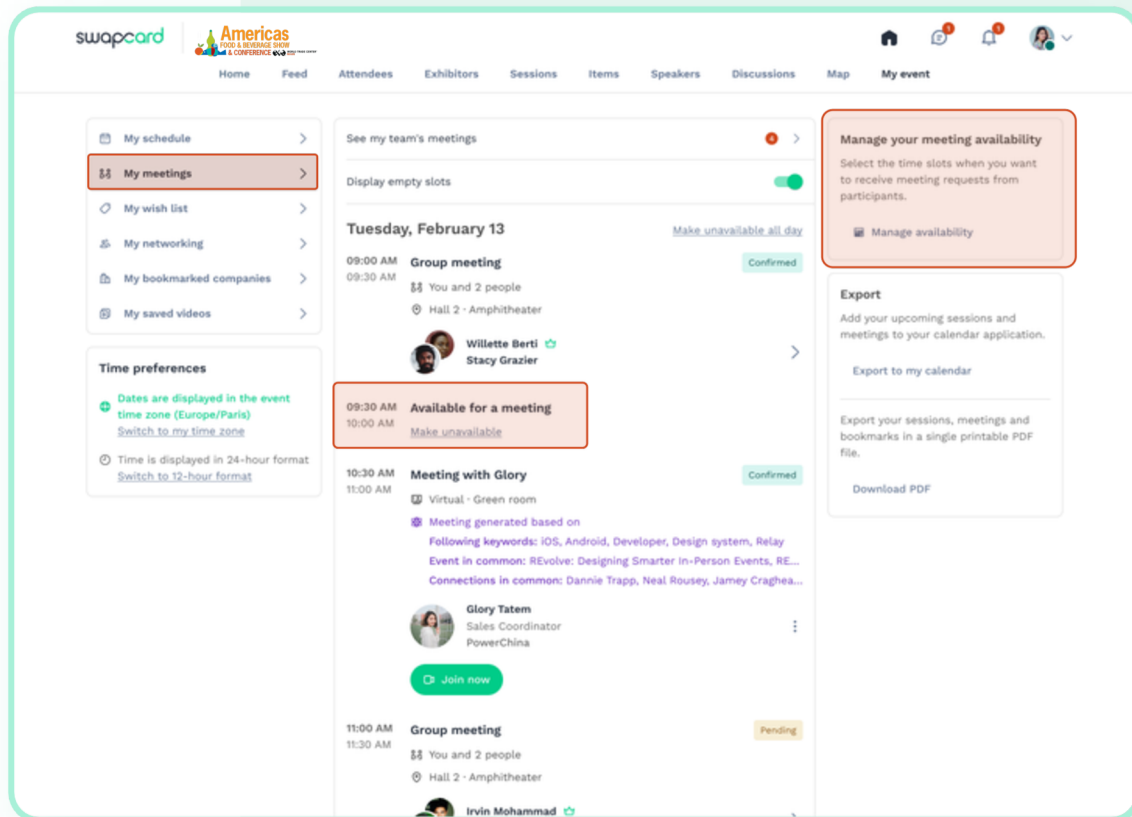 swapcard
Americas
FOOD & BEVERAGE SHOW
& CONFERENCE
1
1
Home Feed Attendees Exhibitors Sessions Items Speakers Discussions Map My event
My schedule
My meetings
My wish list
My networking
My bookmarked companies
My saved videos
Time preferences
Dates are displayed in the event
time zone (Europe/Paris)
Switch to my time zone
Time is displayed in 24-hour format
Switch to 12-hour format
See my team's meetings 4
Display empty slots
Tuesday, February 13 Make unavailable all day
09:00 AM Group meeting Confirmed
09:30 AM
You and 2 people
Hall 2 · Amphitheater
Willette Berti
Stacy Grazier
09:30 AM Available for a meeting
10:00 AM Make unavailable
10:30 AM Meeting with Glory Confirmed
11:00 AM
Virtual · Green room
Meeting generated based on
Following keywords: iOS, Android, Developer, Design system, Relay
Event in common: REvolve: Designing Smarter In-Person Events, RE...
Connections in common: Dannie Trapp, Neal Rousey, Jamey Craghea...
Glory Tatem
Sales Coordinator
PowerChina
Join now
11:00 AM Group meeting Pending
11:30 AM
You and 2 people
Hall 2 · Amphitheater
Irvin Mohammad
Manage your meeting availability
Select the time slots when you want
to receive meeting requests from
participants.
Manage availability
Export
Add your upcoming sessions and
meetings to your calendar application.
Export to my calendar
Export your sessions, meetings and
bookmarks in a single printable PDF
file.
Download PDF